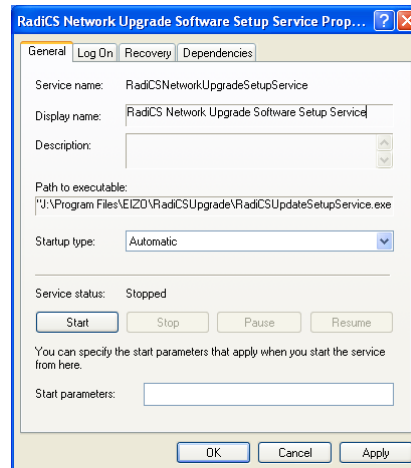 RadiCS Network Upgrade Software Setup Service Prop...
General Log On Recovery Dependencies
Service name: RadiCSNetworkUpgradeSetupService
Display name: RadiCS Network Upgrade Software Setup Service
Description:
Path to executable:
"J:\Program Files\EIZO\RadiCSUpgrade\RadiCSUpdateSetupService.exe
Startup type: Automatic
Service status: Stopped
Start Stop Pause Resume
You can specify the start parameters that apply when you start the service
from here.
Start parameters:
OK Cancel Apply